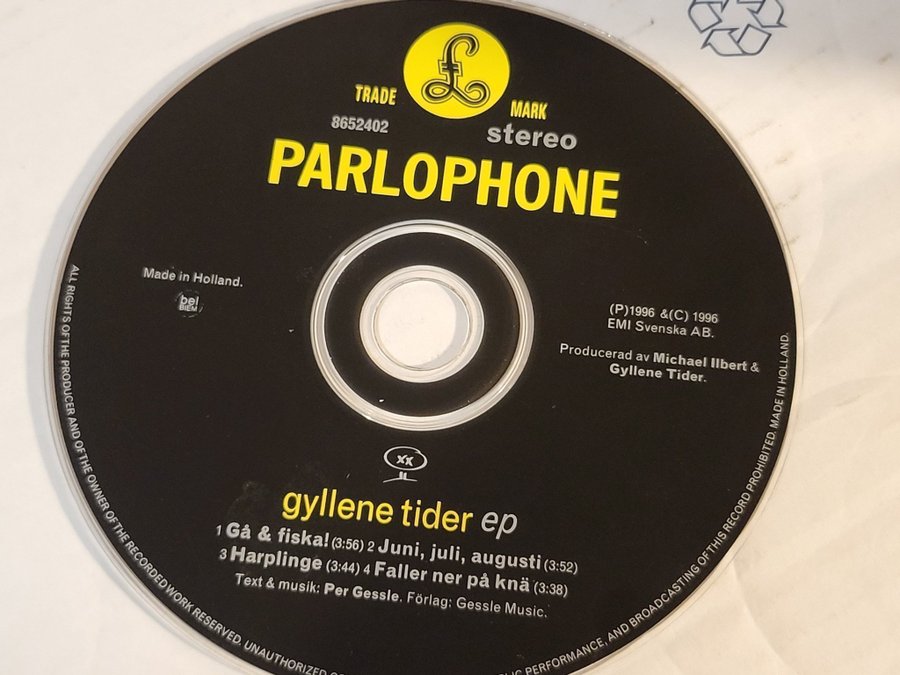 £
TRADE MARK
8652402 stereo
PARLOPHONE
Made in Holland.
bel
BIEM
(P)1996 &(C) 1996
EMI Svenska AB.
Producerad av Michael Ilbert &
Gyllene Tider.
xx
gyllene tider ep
1 Gå & fiska! (3:56) 2 Juni, juli, augusti (3:52)
3 Harplinge (3:44) 4 Faller ner på knä (3:38)
Text & musik: Per Gessle. Förlag: Gessle Music.
ALL RIGHTS OF THE PRODUCER AND OF THE OWNER OF THE RECORDED WORK RESERVED. UNAUTHORIZED PERFORMANCE, AND BROADCASTING OF THIS RECORD PROHIBITED. MADE IN HOLLAND.